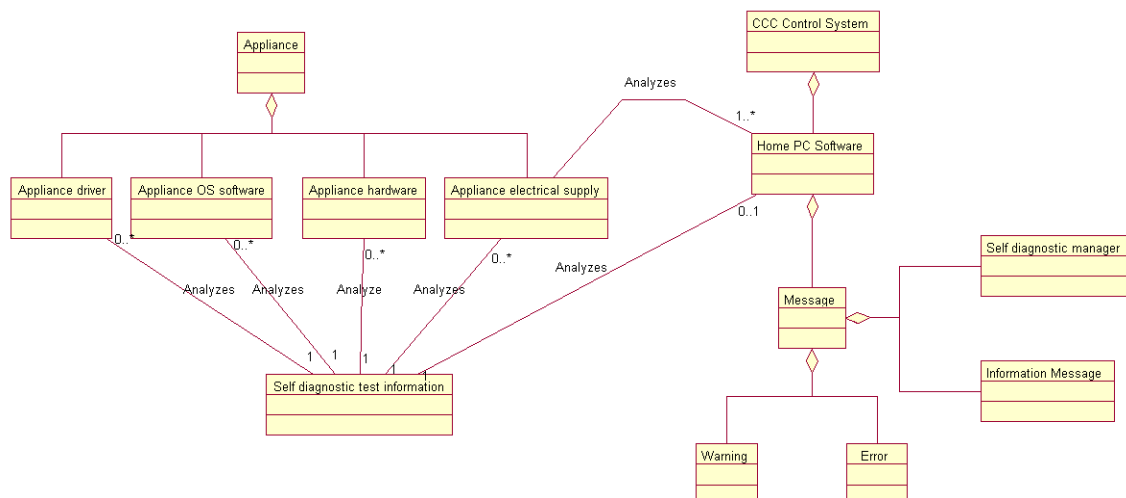 CCC Control System
Appliance
Analyzes
1..*
Home PC Software
Appliance driver
Appliance OS software
Appliance hardware
Appliance electrical supply
0..1
0..*
0..*
0..*
0..*
Self diagnostic manager
Analyzes
Analyzes
Analyzes
Analyze
Analyzes
Message
1
1
1
1
1
Information Message
Self diagnostic test information
Warning
Error